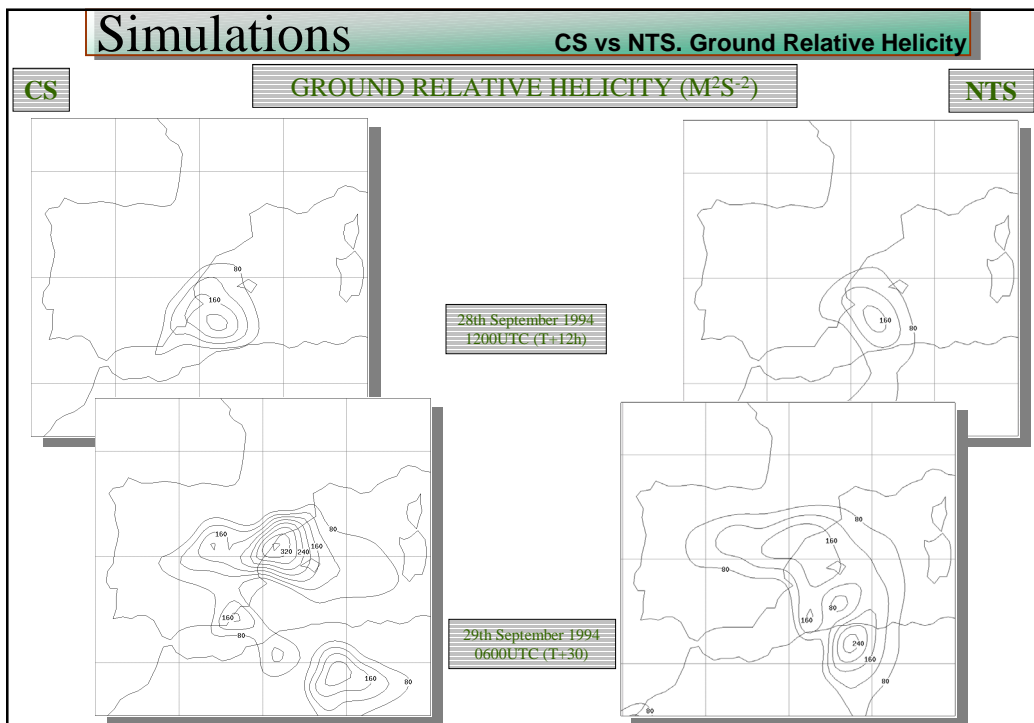 Simulations
CS vs NTS. Ground Relative Helicity
CS
GROUND RELATIVE HELICITY (M²S⁻²)
NTS
80
160
80
160
80
28th September 1994
1200UTC (T+12h)
80
160
320
240
160
160
80
160
80
80
160
80
80
160
240
160
80
80
29th September 1994
0600UTC (T+30)